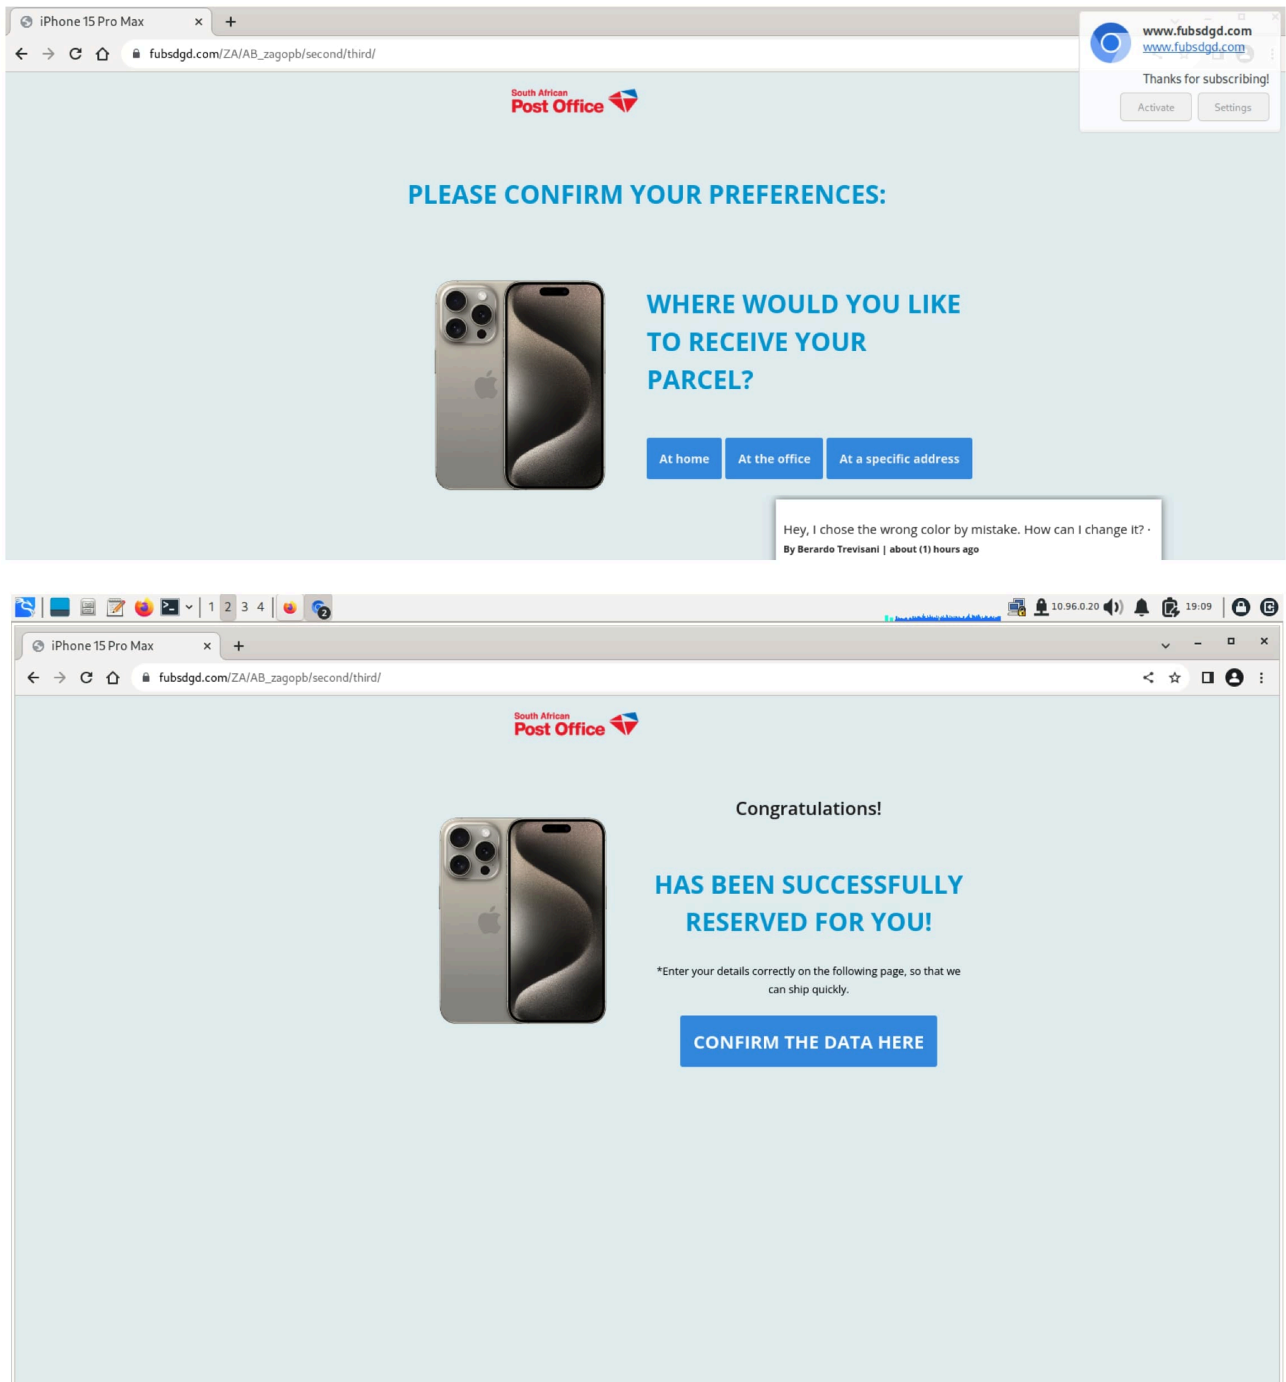 iPhone 15 Pro Max
fubsdgd.com/ZA/AB_zagopb/second/third/
www.fubsdgd.com
www.fubsdgd.com
Thanks for subscribing!
Activate Settings
South African
Post Office
PLEASE CONFIRM YOUR PREFERENCES:
WHERE WOULD YOU LIKE
TO RECEIVE YOUR
PARCEL?
At home At the office At a specific address
Hey, I chose the wrong color by mistake. How can I change it? ·
By Berardo Trevisani | about (1) hours ago
1 2 3 4 2 10.96.0.20 19:09
iPhone 15 Pro Max
fubsdgd.com/ZA/AB_zagopb/second/third/
South African
Post Office
Congratulations!
HAS BEEN SUCCESSFULLY
RESERVED FOR YOU!
*Enter your details correctly on the following page, so that we
can ship quickly.
CONFIRM THE DATA HERE